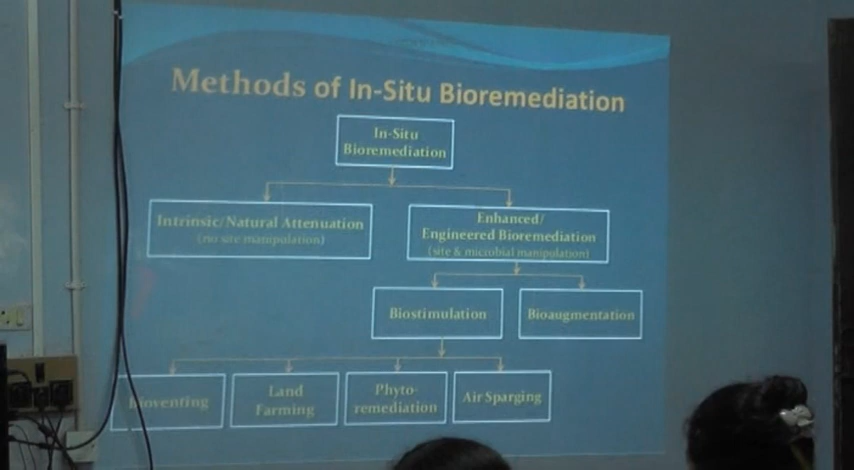 Methods of In-Situ Bioremediation
In-Situ
Bioremediation
Intrinsic/Natural Attenuation
(no site manipulation)
Enhanced/
Engineered Bioremediation
(site & microbial manipulation)
Biostimulation
Bioaugmentation
Bioventing
Land
Farming
Phyto-
remediation
Air Sparging